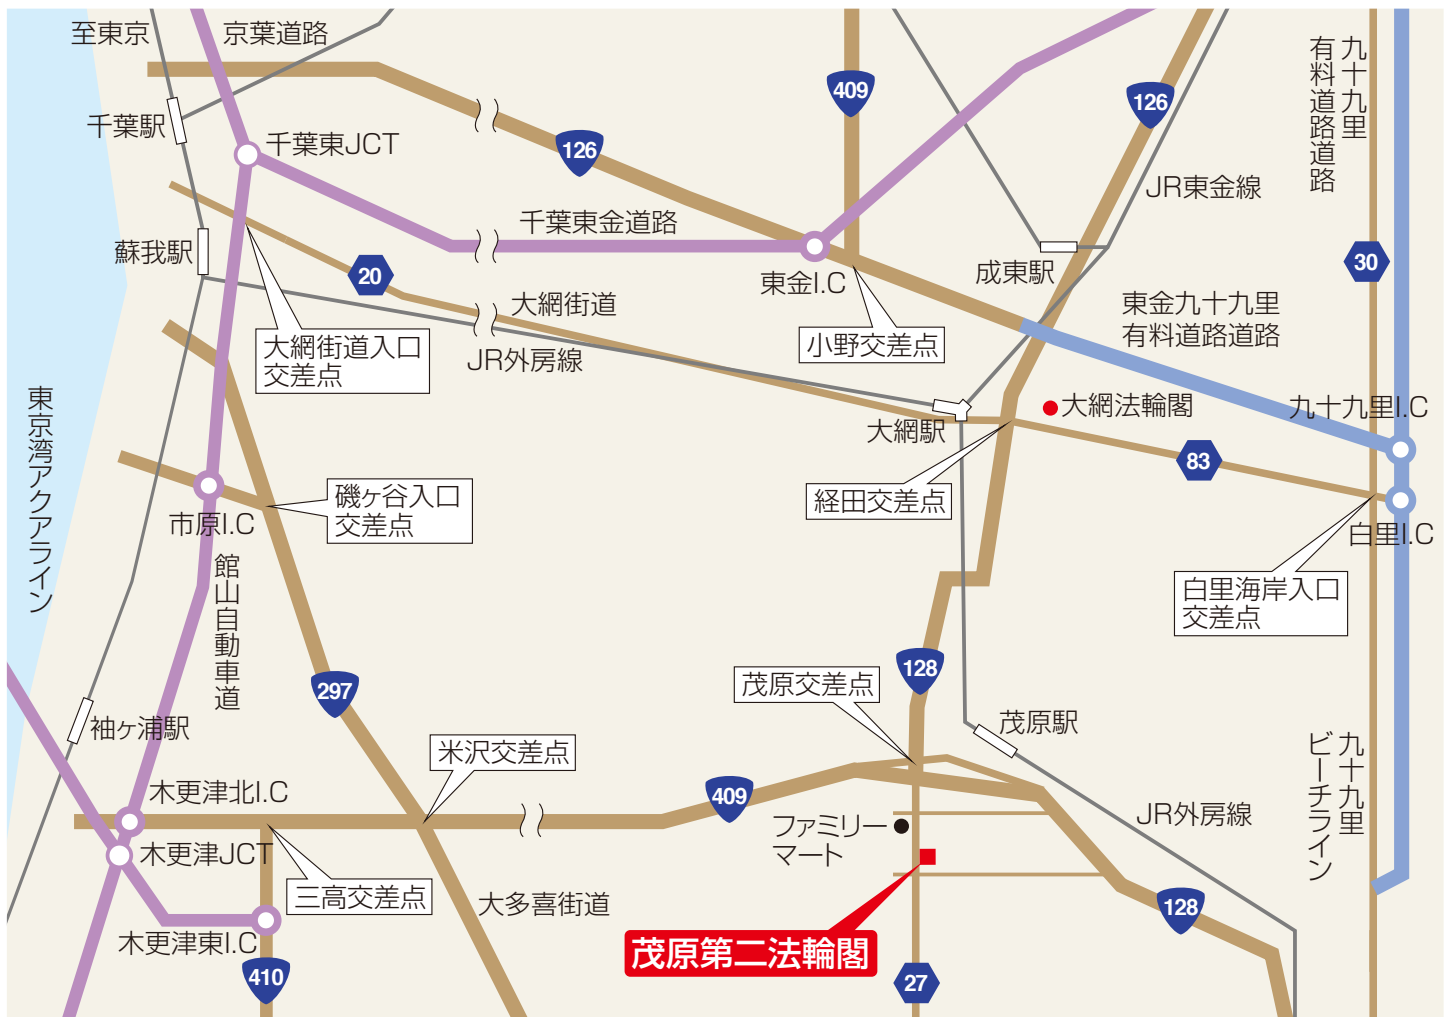 至東京
京葉道路
千葉駅
千葉東JCT
126
409
126
九十九里
有料道路道路
JR東金線
千葉東金道路
蘇我駅
20
大網街道
東金I.C
成東駅
30
東金九十九里
有料道路道路
大網街道入口
交差点
JR外房線
小野交差点
東京湾アクアライン
大網駅
大網法輪閣
九十九里I.C
83
磯ヶ谷入口
交差点
経田交差点
市原I.C
白里I.C
館山自動車道
白里海岸入口
交差点
297
茂原交差点
128
袖ヶ浦駅
茂原駅
米沢交差点
九十九里
ビーチライン
木更津北I.C
409
ファミリー
マート
JR外房線
木更津JCT
三高交差点
大多喜街道
128
木更津東I.C
茂原第二法輪閣
410
27